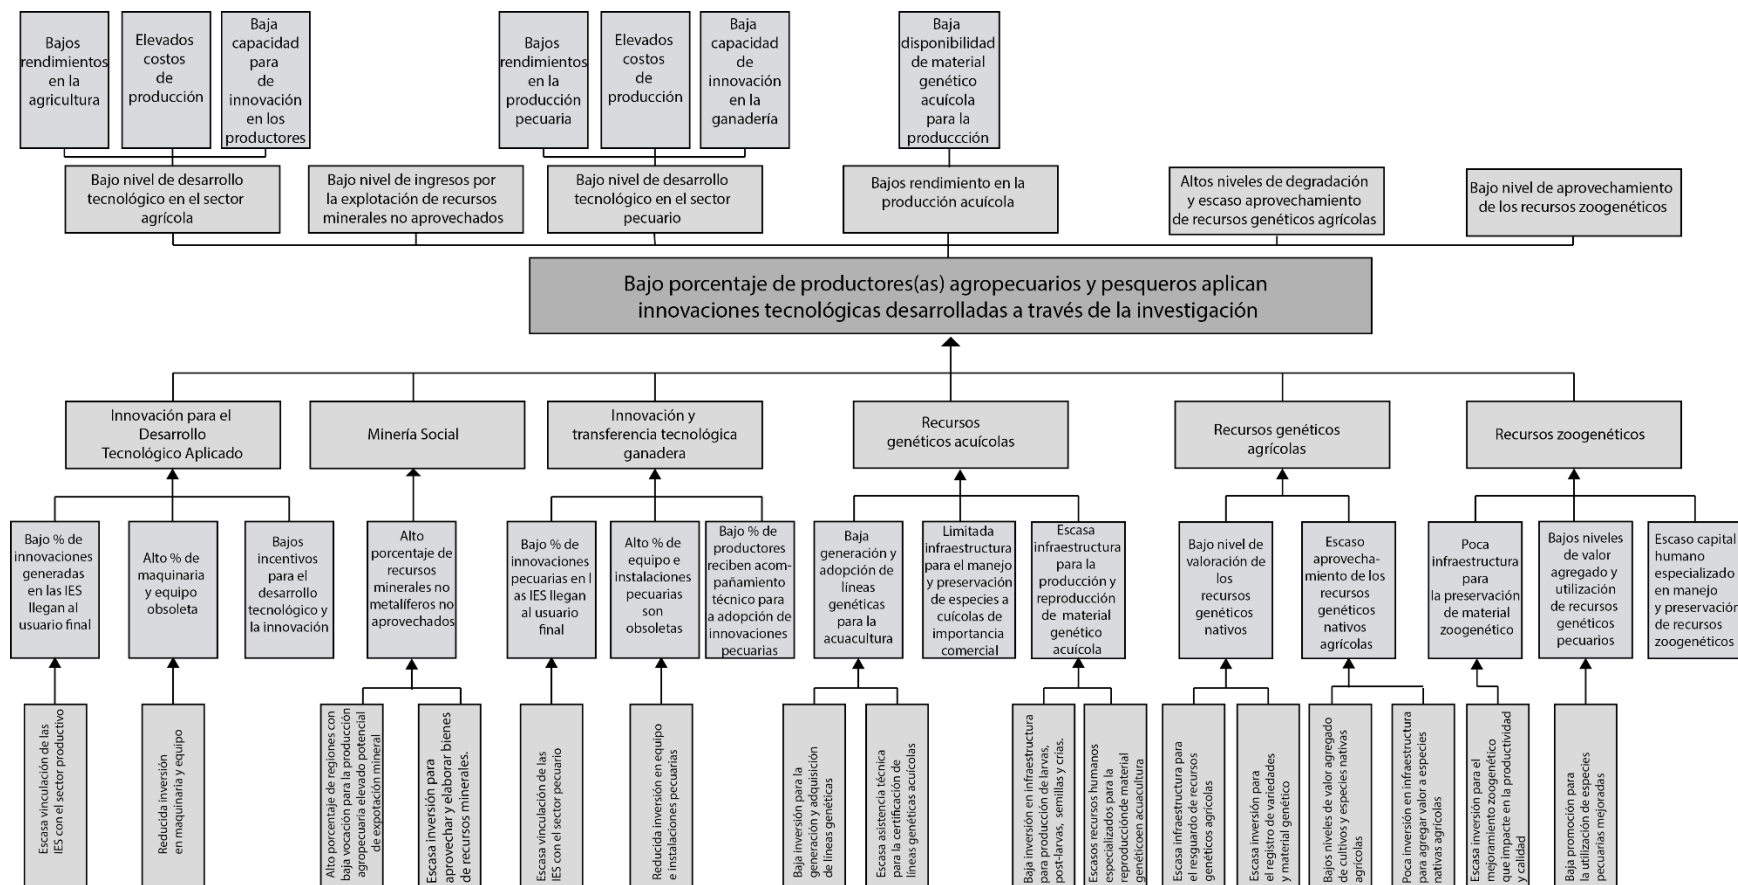 Bajos
rendimientos
en la
agricultura
Elevados
costos
de
producción
Baja
capacidad
para
de
innovación
en los
productores
Bajos
rendimientos
en la
producción
pecuaria
Elevados
costos
de
producción
Baja
capacidad
de
innovación
en la
ganadería
Baja
disponibilidad
de material
genético
acuícola
para la
produccción
Bajo nivel de desarrollo
tecnológico en el sector
agrícola
Bajo nivel de ingresos por
la explotación de recursos
minerales no aprovechados
Bajo nivel de desarrollo
tecnológico en el sector
pecuario
Bajos rendimiento en la
producción acuícola
Altos niveles de degradación
y escaso aprovechamiento
de recursos genéticos agrícolas
Bajo nivel de aprovechamiento
de los recursos zoogenéticos
Bajo porcentaje de productores(as) agropecuarios y pesqueros aplican
innovaciones tecnológicas desarrolladas a través de la investigación
Innovación para el
Desarrollo
Tecnológico Aplicado
Minería Social
Innovación y
transferencia tecnológica
ganadera
Recursos
genéticos acuícolas
Recursos genéticos
agrícolas
Recursos zoogenéticos
Bajo % de
innovaciones
generadas
en las IES
llegan al
usuario final
Alto % de
maquinaria
y equipo
obsoleta
Bajos
incentivos
para el
desarrollo
tecnológico y
la innovación
Alto
porcentaje de
recursos
minerales no
metalíferos no
aprovechados
Bajo % de
innovaciones
pecuarias en l
as IES llegan
al usuario
final
Alto % de
equipo e
instalaciones
pecuarias
son
obsoletas
Bajo % de
productores
reciben acom-
pañamiento
técnico para
a adopción de
innovaciones
pecuarias
Baja
generación y
adopción de
líneas
genéticas
para la
acuacultura
Limitada
infraestructura
para el manejo
y preservación
de especies a
cuícolas de
importancia
comercial
Escasa
infraestructura
para la
producción y
reproducción
de material
genético
acuícola
Bajo nivel de
valoración de
los
recursos
genéticos
nativos
Escaso
aprovecha-
miento de los
recursos
genéticos
nativos
agrícolas
Poca
infraestructura
para
la preservación
de material
zoogenético
Bajos niveles
de valor
agregado y
utilización
de recursos
genéticos
pecuarios
Escaso capital
humano
especializado
en manejo
y preservación
de recursos
zoogenéticos
Escasa vinculación de las
IES con el sector productivo
Reducida inversión
en maquinaria y equipo
Alto porcentaje de regiones con
baja vocación para la producción
agropecuaria elevado potencial
de expotación mineral
Escasa inversión para
aprovechar y elaborar bienes
de recursos minerales.
Escasa vinculación de las
IES con el sector pecuario
Reducida inversión en equipo
e instalaciones pecuarias
Baja inversión para la
generación y adquisición
de líneas genéticas
Escasa asistencia técnica
para la certificación de
líneas genéticas acuícolas
Baja inversión en infraestructura
para producción de larvas,
post-larvas, semillas y crías.
Escasos recursos humanos
especializados para la
reproducciónde material
genéticoen acuacultura
Escasa infraestructura para
el resguardo de recursos
genéticos agrícolas
Escasa inversión para
el registro de variedades
y material genético
Bajos niveles de valor agregado
de cultivos y especies nativas
agrícolas
Poca inversión en infraestructura
para agregar valor a especies
nativas agrícolas
Escasa inversión para el
mejoramiento zoogenético
que impacte en la productividad
y calidad
Baja promoción para
la utilización de especies
pecuarias mejoradas